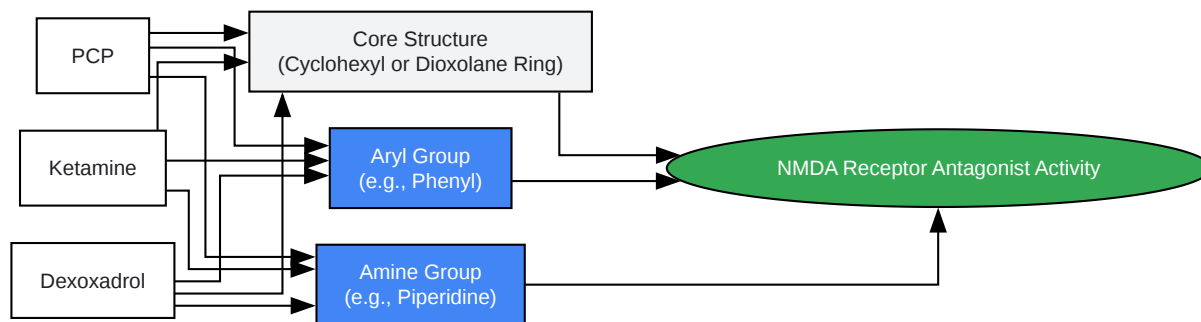 PCP
Core Structure
(Cyclohexyl or Dioxolane Ring)
Ketamine
Aryl Group
(e.g., Phenyl)
NMDA Receptor Antagonist Activity
Dexoxadrol
Amine Group
(e.g., Piperidine)